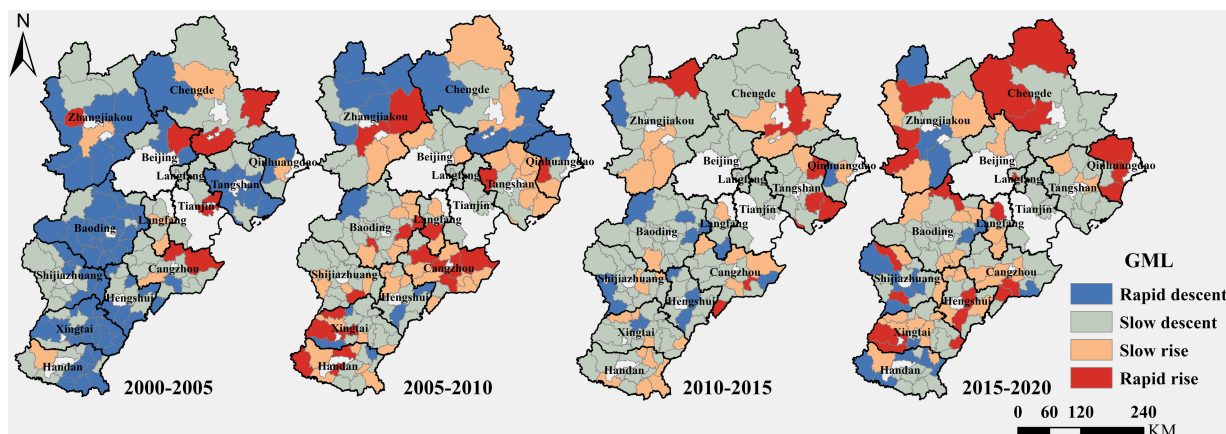 N
Chengde
Zhangjiakou
Beijing
Qinhuangdao
Langfang
Tangshan
Tianjin
Langfang
Baoding
Cangzhou
Shijiazhuang
Hengshui
Xingtai
Handan
2000-2005
Chengde
Zhangjiakou
Beijing
Qinhuangdao
Langfang
Tangshan
Tianjin
Langfang
Baoding
Cangzhou
Shijiazhuang
Hengshui
Xingtai
Handan
2005-2010
Chengde
Zhangjiakou
Beijing
Qinhuangdao
Langfang
Tangshan
Tianjin
Langfang
Baoding
Cangzhou
Shijiazhuang
Hengshui
Xingtai
Handan
2010-2015
Chengde
Zhangjiakou
Beijing
Qinhuangdao
Langfang
Tangshan
Tianjin
Langfang
Baoding
Cangzhou
Shijiazhuang
Hengshui
Xingtai
Handan
2015-2020
GML
Rapid descent
Slow descent
Slow rise
Rapid rise
0 60 120 240
KM